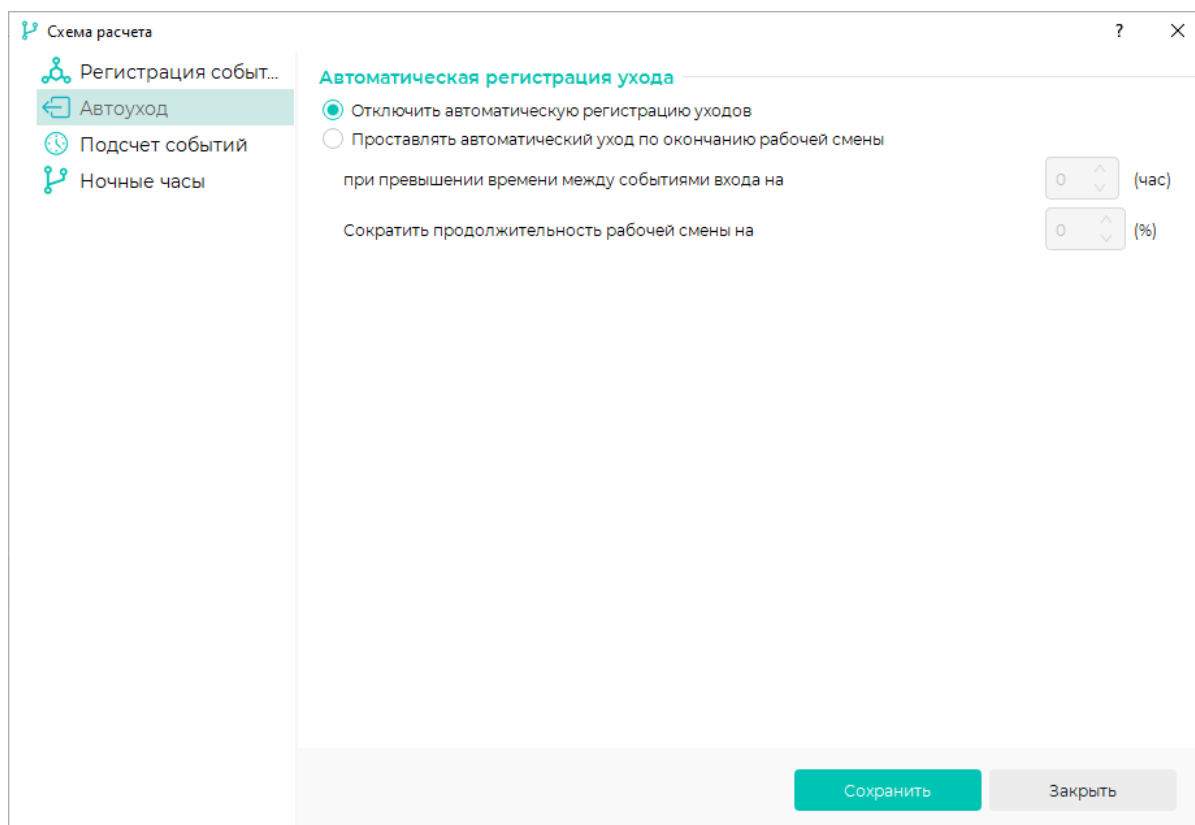 Схема расчета
?
Регистрация событ...
Автоуход
Подсчет событий
Ночные часы
Автоматическая регистрация ухода
Отключить автоматическую регистрацию уходов
Проставлять автоматический уход по окончанию рабочей смены
при превышении времени между событиями входа на 0 (час)
Сократить продолжительность рабочей смены на 0 (%)
Сохранить Закрыть